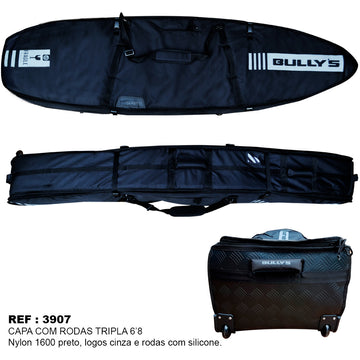 BULLY'S
BULLY'S
REF : 3907
CAPA COM RODAS TRIPLA 6'8
Nylon 1600 preto, logos cinza e rodas com silicone.